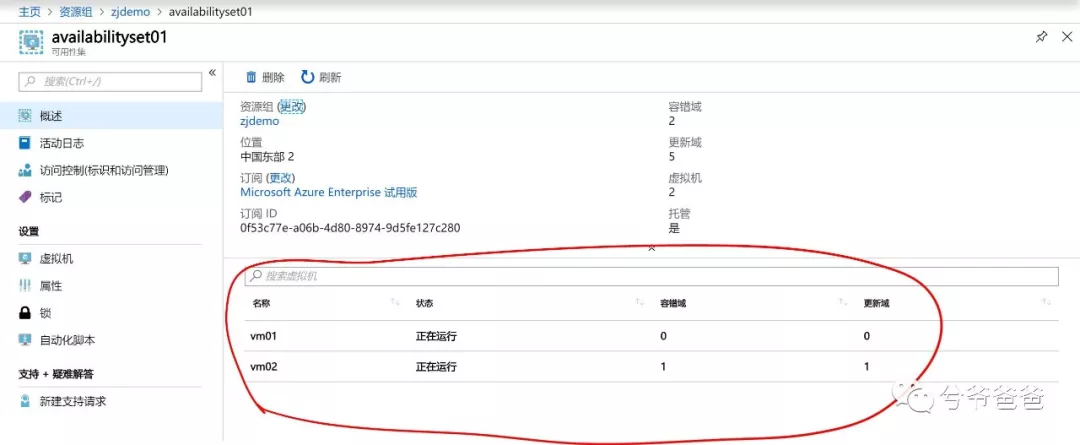 主页 > 资源组 > zjdemo > availabilityset01
availabilityset01
可用性集
搜索(Ctrl+/)
«
概述
活动日志
访问控制(标识和访问管理)
标记
设置
虚拟机
属性
锁
自动化脚本
支持 + 疑难解答
新建支持请求
删除 刷新
资源组 (更改)
zjdemo
位置
中国东部 2
订阅 (更改)
Microsoft Azure Enterprise 试用版
订阅 ID
0f53c77e-a06b-4d80-8974-9d5fe127c280
容错域
2
更新域
5
虚拟机
2
托管
是
搜索虚拟机
名称 状态 容错域 更新域
vm01 正在运行 0 0
vm02 正在运行 1 1
兮爷爸爸